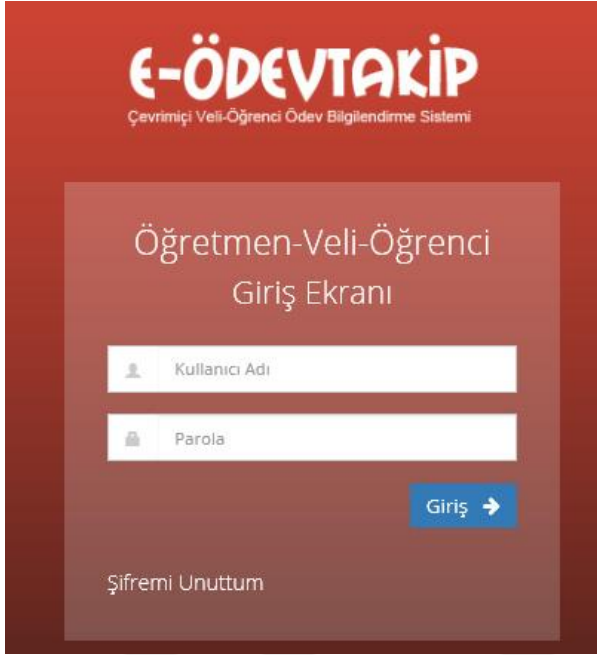 E-ÖDEVTAKİP
Çevrimiçi Veli-Öğrenci Ödev Bilgilendirme Sistemi
Öğretmen-Veli-Öğrenci
Giriş Ekranı
Kullanıcı Adı
Parola
Giriş
Şifremi Unuttum